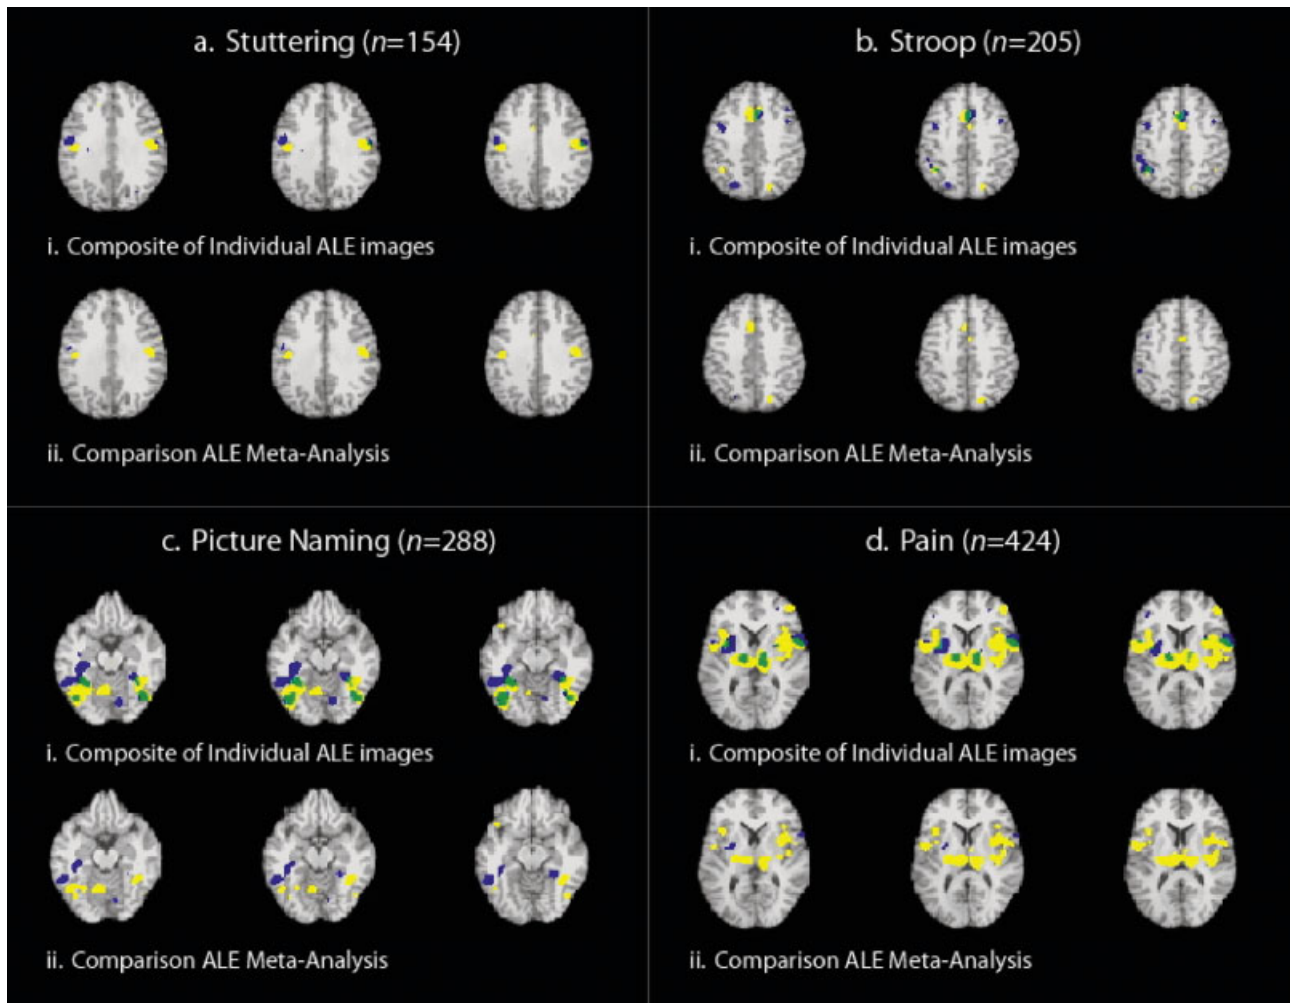 a. Stuttering (n=154)
i. Composite of Individual ALE images
ii. Comparison ALE Meta-Analysis
b. Stroop (n=205)
i. Composite of Individual ALE images
ii. Comparison ALE Meta-Analysis
c. Picture Naming (n=288)
i. Composite of Individual ALE images
ii. Comparison ALE Meta-Analysis
d. Pain (n=424)
i. Composite of Individual ALE images
ii. Comparison ALE Meta-Analysis